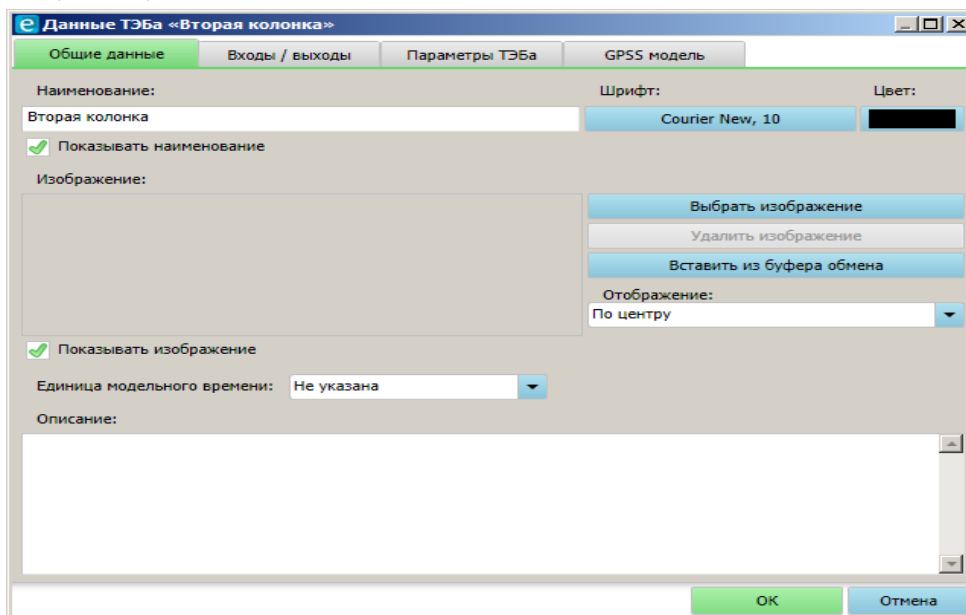 Данные ТЭБа «Вторая колонка»
Общие данные Входы / выходы Параметры ТЭБа GPSS модель
Наименование: Шрифт: Цвет:
Вторая колонка Courier New, 10
Показывать наименование
Изображение:
Выбрать изображение
Удалить изображение
Вставить из буфера обмена
Отображение:
По центру
Показывать изображение
Единица модельного времени: Не указана
Описание:
OK Отмена